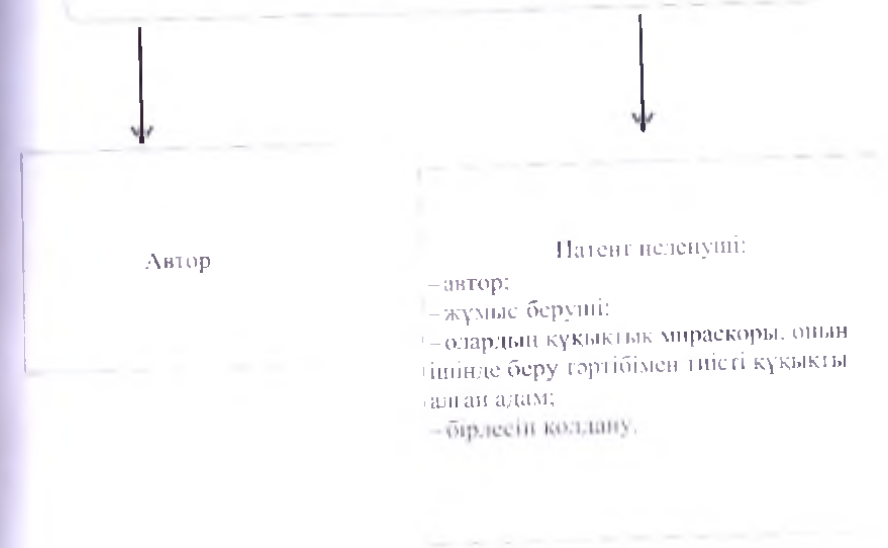 Автор
Патент иеленуші:
–автор;
–жұмыс беруші;
–олардың құқықтық мирасқоры, оның
ішінде беру тәртібімен тиісті құқықты
алған адам;
–бірлесіп қолдану.